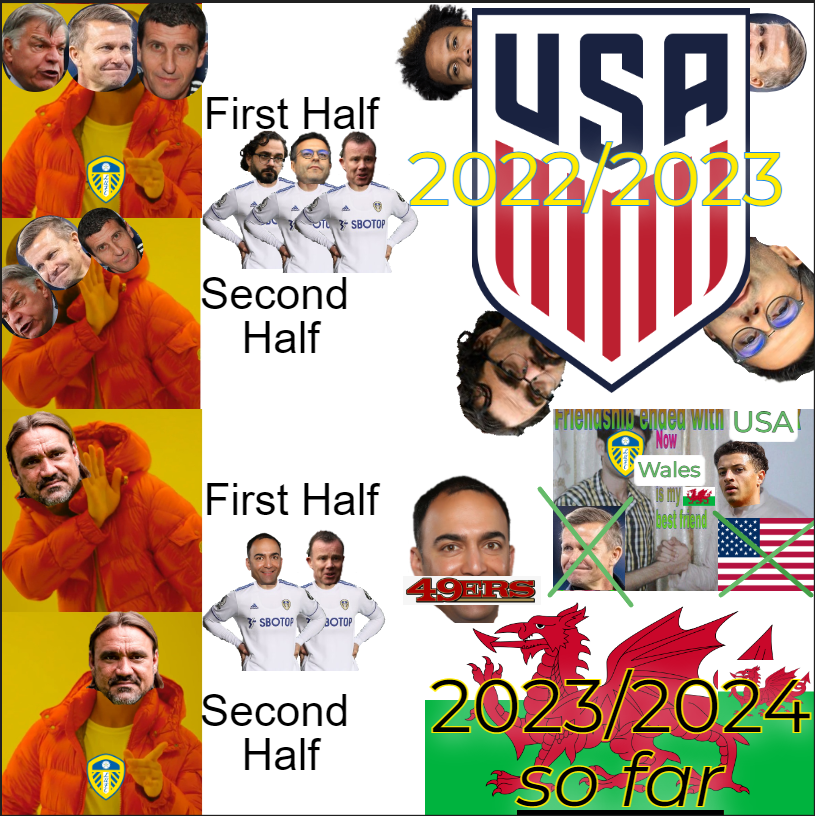 USA
First Half
2022/2023
SBOTOP
Second
Half
Friendship ended with USA
Now
Wales
is my
best friend
First Half
49ERS
SBOTOP
SBOTOP
2023/2024
Second
Half
so far